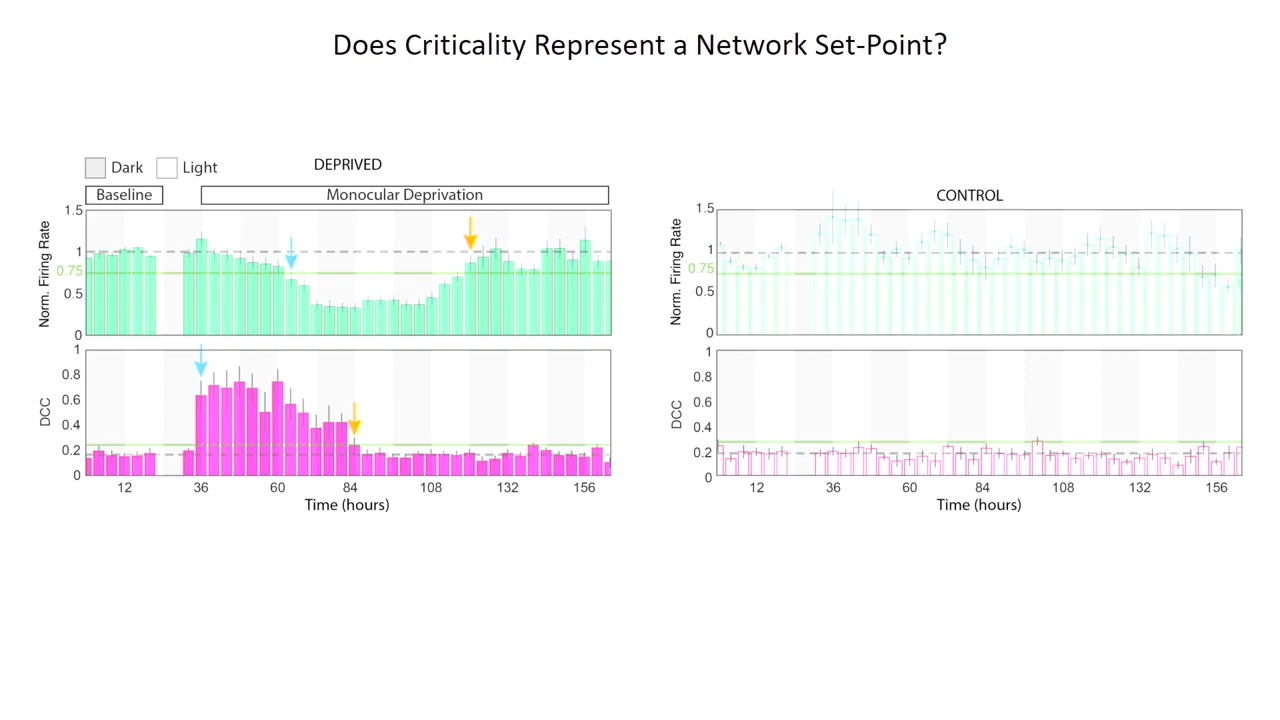 Does Criticality Represent a Network Set-Point?
Dark Light DEPRIVED
Baseline Monocular Deprivation
1.5
1
0.75
0.5
0
Norm. Firing Rate
1
0.8
0.6
0.4
0.2
0
DCC
12 36 60 84 108 132 156
Time (hours)
CONTROL
1.5
1
0.75
0.5
0
Norm. Firing Rate
1
0.8
0.6
0.4
0.2
0
DCC
12 36 60 84 108 132 156
Time (hours)